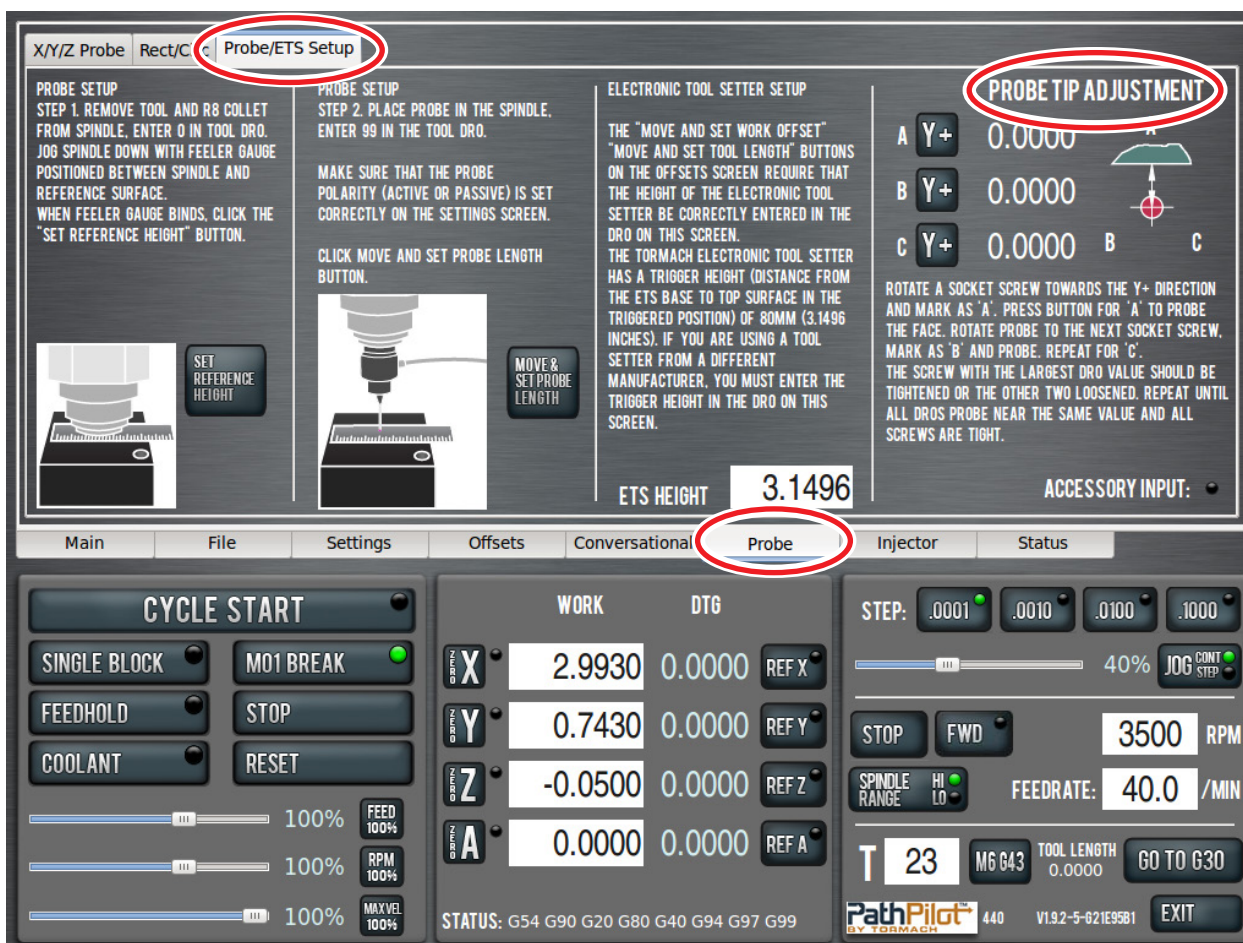 X/Y/Z Probe
Probe/ETS Setup
PROBE SETUP
STEP 1. REMOVE TOOL AND R8 COLLET
FROM SPINDLE, ENTER 0 IN TOOL DRO.
JOG SPINDLE DOWN WITH FEELER GAUGE
POSITIONED BETWEEN SPINDLE AND
REFERENCE SURFACE.
WHEN FEELER GAUGE BINDS, CLICK THE
"SET REFERENCE HEIGHT" BUTTON.
SET
REFERENCE
HEIGHT
PROBE SETUP
STEP 2. PLACE PROBE IN THE SPINDLE,
ENTER 99 IN THE TOOL DRO.
MAKE SURE THAT THE PROBE
POLARITY (ACTIVE OR PASSIVE) IS SET
CORRECTLY ON THE SETTINGS SCREEN.
CLICK MOVE AND SET PROBE LENGTH
BUTTON.
MOVE &
SET PROBE
LENGTH
ELECTRONIC TOOL SETTER SETUP
THE "MOVE AND SET WORK OFFSET"
"MOVE AND SET TOOL LENGTH" BUTTONS
ON THE OFFSETS SCREEN REQUIRE THAT
THE HEIGHT OF THE ELECTRONIC TOOL
SETTER BE CORRECTLY ENTERED IN THE
DRO ON THIS SCREEN.
THE TORMACH ELECTRONIC TOOL SETTER
HAS A TRIGGER HEIGHT (DISTANCE FROM
THE ETS BASE TO TOP SURFACE IN THE
TRIGGERED POSITION) OF 80MM (3.1496
INCHES). IF YOU ARE USING A TOOL
SETTER FROM A DIFFERENT
MANUFACTURER, YOU MUST ENTER THE
TRIGGER HEIGHT IN THE DRO ON THIS
SCREEN.
ETS HEIGHT 3.1496
PROBE TIP ADJUSTMENT
A Y+ 0.0000 A
B Y+ 0.0000
C Y+ 0.0000 B C
ROTATE A SOCKET SCREW TOWARDS THE Y+ DIRECTION
AND MARK AS 'A'. PRESS BUTTON FOR 'A' TO PROBE
THE FACE. ROTATE PROBE TO THE NEXT SOCKET SCREW,
MARK AS 'B' AND PROBE. REPEAT FOR 'C'.
THE SCREW WITH THE LARGEST DRO VALUE SHOULD BE
TIGHTENED OR THE OTHER TWO LOOSENED. REPEAT UNTIL
ALL DROS PROBE NEAR THE SAME VALUE AND ALL
SCREWS ARE TIGHT.
ACCESSORY INPUT:
Main File Settings Offsets Conversational Probe Injector Status
CYCLE START
SINGLE BLOCK M01 BREAK
FEEDHOLD STOP
COOLANT RESET
100% FEED 100%
100% RPM 100%
100% MAXVEL 100%
WORK DTG
ZERO X 2.9930 0.0000 REF X
ZERO Y 0.7430 0.0000 REF Y
ZERO Z -0.0500 0.0000 REF Z
ZERO A 0.0000 0.0000 REF A
STATUS: G54 G90 G20 G80 G40 G94 G97 G99
STEP: .0001 .0010 .0100 .1000
40% JOG CONT STEP
STOP FWD 3500 RPM
SPINDLE RANGE HI LO FEEDRATE: 40.0 /MIN
T 23 M6 G43 TOOL LENGTH 0.0000 GO TO G30
PathPilot™ BY TORMACH 440 V1.9.2-5-G21E95B1 EXIT